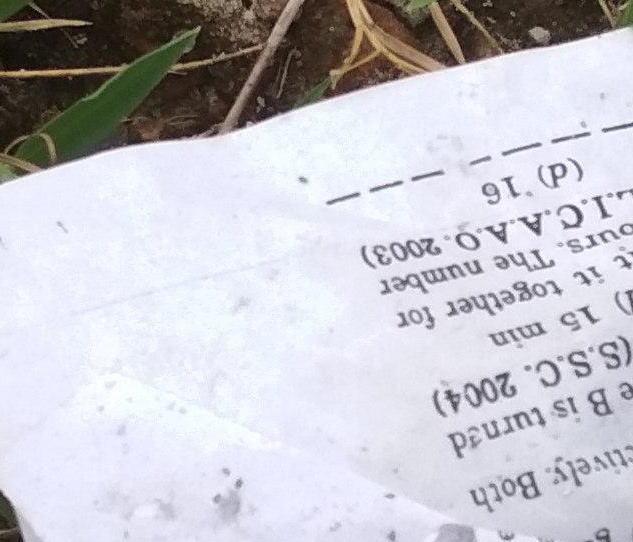 ctively. Both
e B is turned
(S.S.C. 2004)
) 15 min
t it together for
ours. The number
L.I.C.A.A.O. 2003)
(d) 16